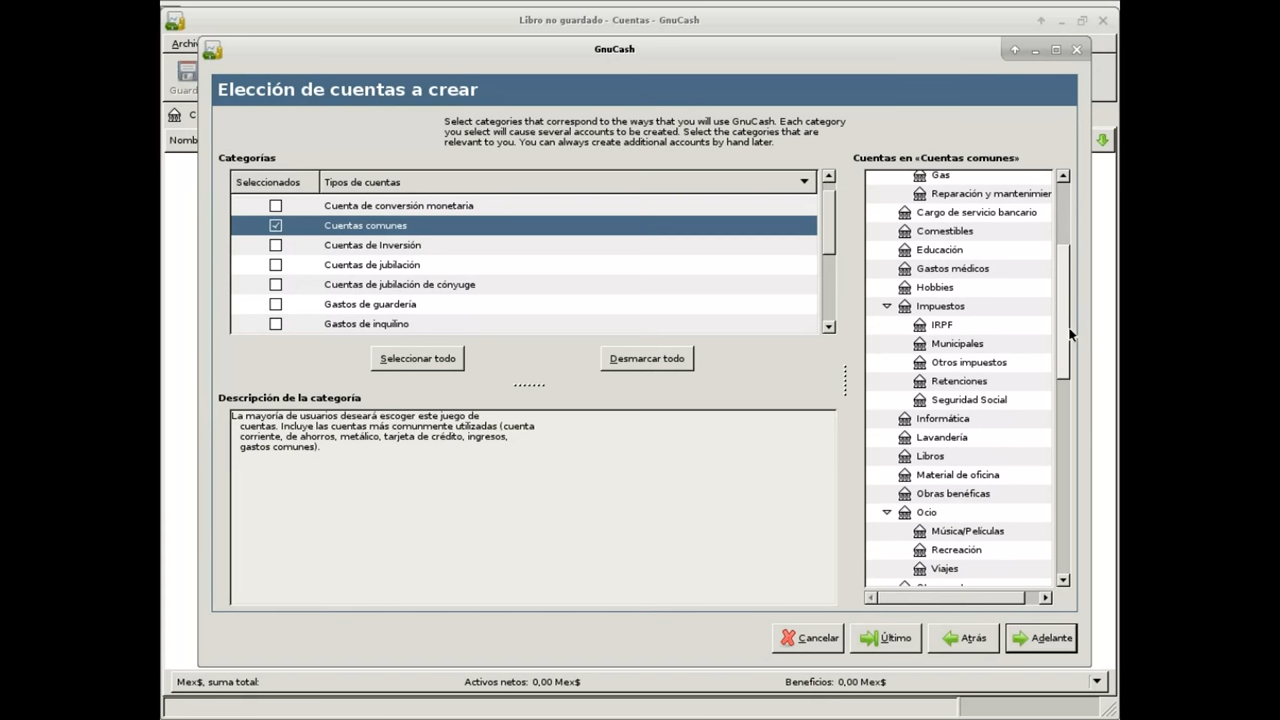 Libro no guardado - Cuentas - GnuCash
Archi
GnuCash
Guard
Elección de cuentas a crear
C
Nomb
Select categories that correspond to the ways that you will use GnuCash. Each category
you select will cause several accounts to be created. Select the categories that are
relevant to you. You can always create additional accounts by hand later.
Categorías
Seleccionados
Tipos de cuentas
Cuenta de conversión monetaria
Cuentas comunes
Cuentas de Inversión
Cuentas de jubilación
Cuentas de jubilación de cónyuge
Gastos de guardería
Gastos de inquilino
Seleccionar todo
Desmarcar todo
Descripción de la categoría
La mayoría de usuarios deseará escoger este juego de
cuentas. Incluye las cuentas más comunmente utilizadas (cuenta
corriente, de ahorros, metálico, tarjeta de crédito, ingresos,
gastos comunes).
Cuentas en «Cuentas comunes»
Gas
Reparación y mantenimier
Cargo de servicio bancario
Comestibles
Educación
Gastos médicos
Hobbies
Impuestos
IRPF
Municipales
Otros impuestos
Retenciones
Seguridad Social
Informática
Lavandería
Libros
Material de oficina
Obras benéficas
Ocio
Música/Películas
Recreación
Viajes
Cancelar
Último
Atrás
Adelante
Mex$, suma total:
Activos netos: 0,00 Mex$
Beneficios: 0,00 Mex$